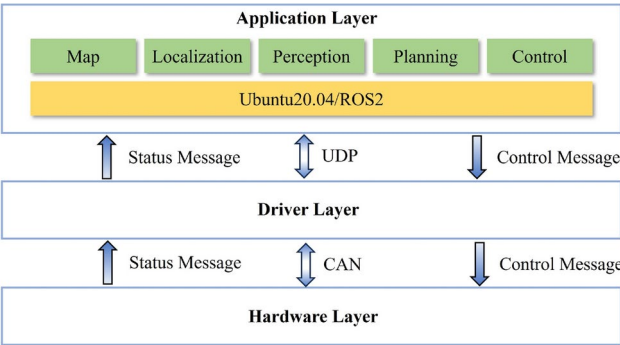 Application Layer
Map Localization Perception Planning Control
Ubuntu20.04/ROS2
Status Message UDP Control Message
Driver Layer
Status Message CAN Control Message
Hardware Layer